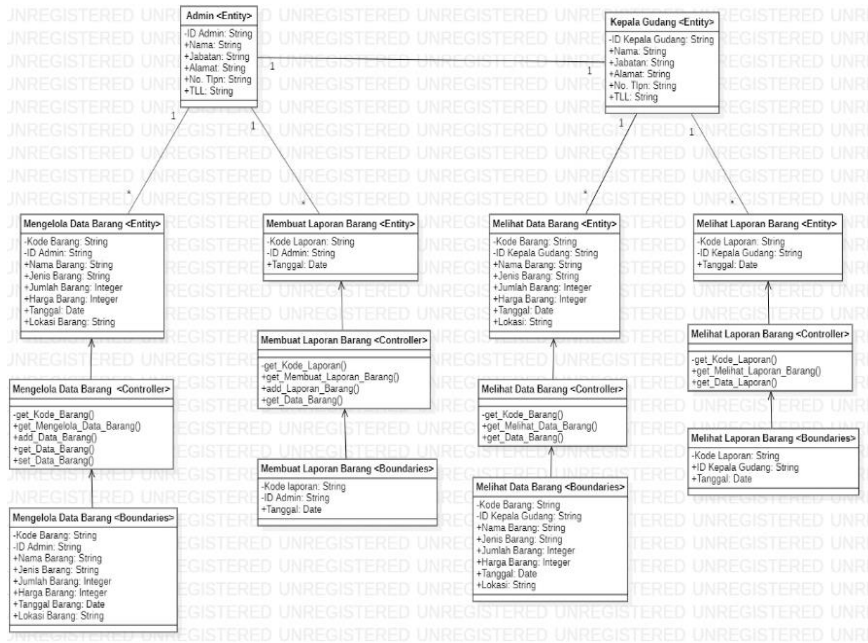 Admin <Entity>
-ID Admin: String
+Nama: String
+Jabatan: String
+Alamat: String
+No. Tlpn: String
+TLL: String
Kepala Gudang <Entity>
-ID Kepala Gudang: String
+Nama: String
+Jabatan: String
+Alamat: String
+No. Tlpn: String
+TLL: String
1
1
1
1
1
1
*
*
*
*
Mengelola Data Barang <Entity>
-Kode Barang: String
-ID Admin: String
+Nama Barang: String
+Jenis Barang: String
+Jumlah Barang: Integer
+Harga Barang: Integer
+Tanggal: Date
+Lokasi Barang: String
Membuat Laporan Barang <Entity>
-Kode Laporan: String
-ID Admin: String
+Tanggal: Date
Melihat Data Barang <Entity>
-Kode Barang: String
-ID Kepala Gudang: String
+Nama Barang: String
+Jenis Barang: String
+Jumlah Barang: Integer
+Harga Barang: Integer
+Tanggal: Date
+Lokasi: String
Melihat Laporan Barang <Entity>
-Kode Laporan: String
-ID Kepala Gudang: String
+Tanggal: Date
Mengelola Data Barang <Controller>
-get_Kode_Barang()
+get_Mengelola_Data_Barang()
+add_Data_Barang()
+get_Data_Barang()
+set_Data_Barang()
Membuat Laporan Barang <Controller>
-get_Kode_Laporan()
+get_Membuat_Laporan_Barang()
+add_Laporan_Barang()
+get_Data_Barang()
Melihat Data Barang <Controller>
-get_Kode_Barang()
+get_Melihat_Data_Barang()
+get_Data_Barang()
Melihat Laporan Barang <Controller>
-get_Kode_Laporan()
+get_Melihat_Laporan_Barang()
+get_Data_Laporan()
Mengelola Data Barang <Boundaries>
-Kode Barang: String
-ID Admin: String
+Nama Barang: String
+Jenis Barang: String
+Jumlah Barang: Integer
+Harga Barang: Integer
+Tanggal Barang: Date
+Lokasi Barang: String
Membuat Laporan Barang <Boundaries>
-Kode laporan: String
-ID Admin: String
+Tanggal: Date
Melihat Data Barang <Boundaries>
-Kode Barang: String
-ID Kepala Gudang: String
+Nama Barang: String
+Jenis Barang: String
+Jumlah Barang: Integer
+Harga Barang: Integer
+Tanggal: Date
+Lokasi: String
Melihat Laporan Barang <Boundaries>
-Kode Laporan: String
+ID Kepala Gudang: String
+Tanggal: Date
UNREGISTERED